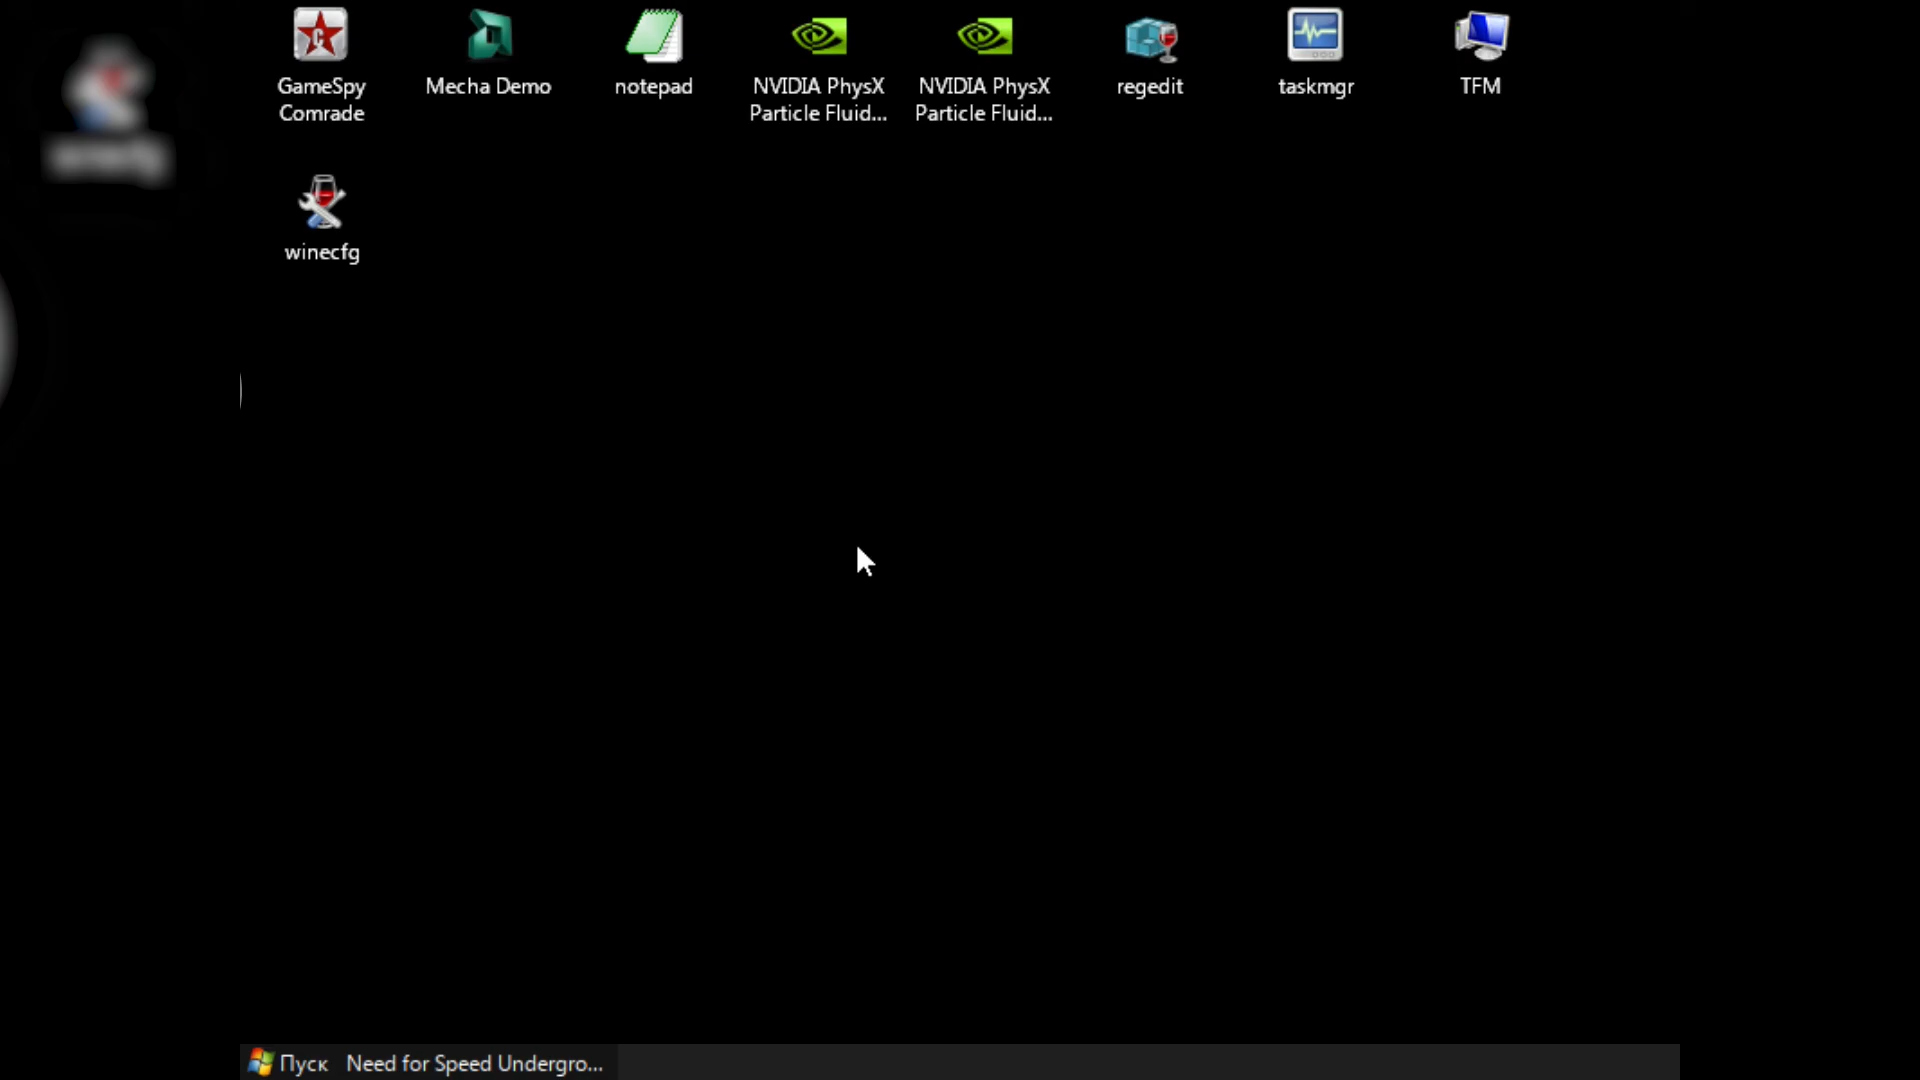 GameSpy
Comrade
Mecha Demo
notepad
NVIDIA PhysX
Particle Fluid...
NVIDIA PhysX
Particle Fluid...
regedit
taskmgr
TFM
winecfg
Пуск
Need for Speed Undergro...